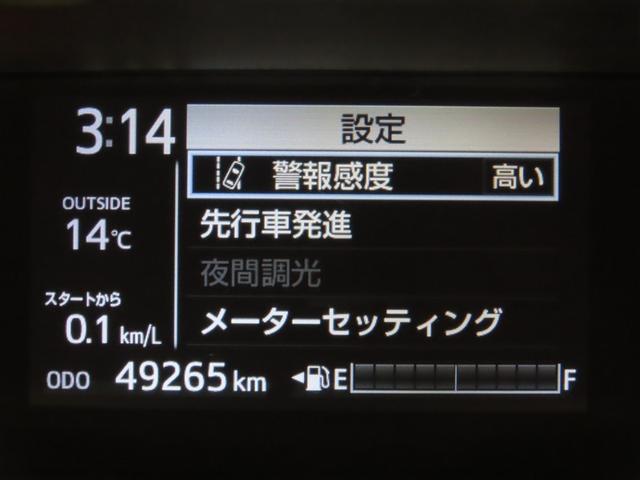 3:14
設定
警報感度 高い
OUTSIDE
14℃
先行車発進
夜間調光
スタートから
0.1 km/L
メーターセッティング
ODO 49265 km E F